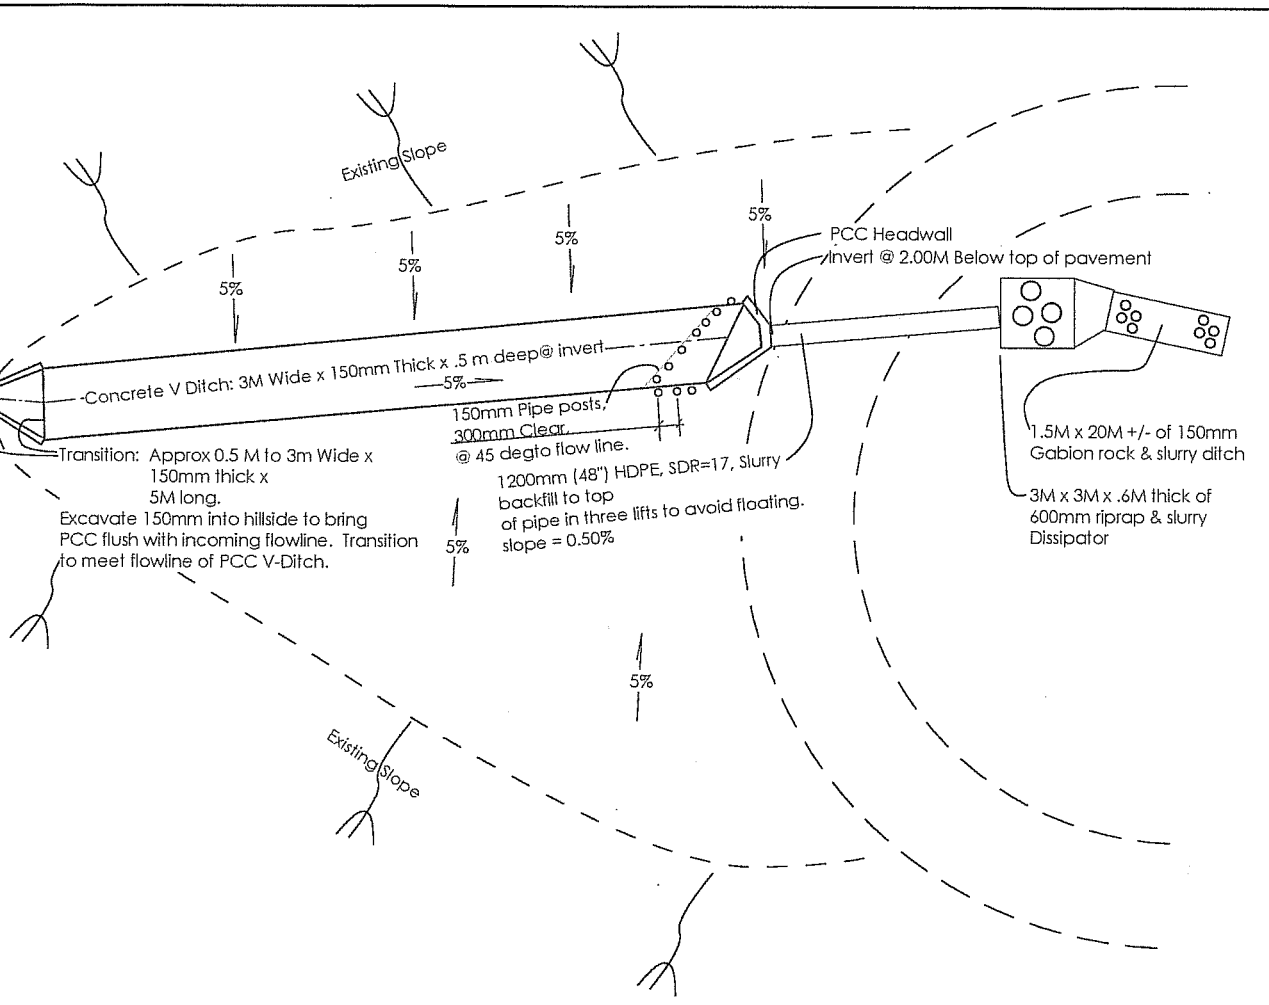 Existing Slope
5%
5%
5%
5%
PCC Headwall
Invert @ 2.00M Below top of pavement
Concrete V Ditch: 3M Wide x 150mm Thick x .5 m deep@ invert
5%
150mm Pipe posts,
300mm Clear,
@ 45 degto flow line.
Transition: Approx 0.5 M to 3m Wide x
150mm thick x
5M long.
Excavate 150mm into hillside to bring
PCC flush with incoming flowline. Transition
to meet flowline of PCC V-Ditch.
1200mm (48") HDPE, SDR=17, Slurry
backfill to top
of pipe in three lifts to avoid floating.
slope = 0.50%
1.5M x 20M +/- of 150mm
Gabion rock & slurry ditch
3M x 3M x .6M thick of
600mm riprap & slurry
Dissipator
5%
5%
Existing Slope